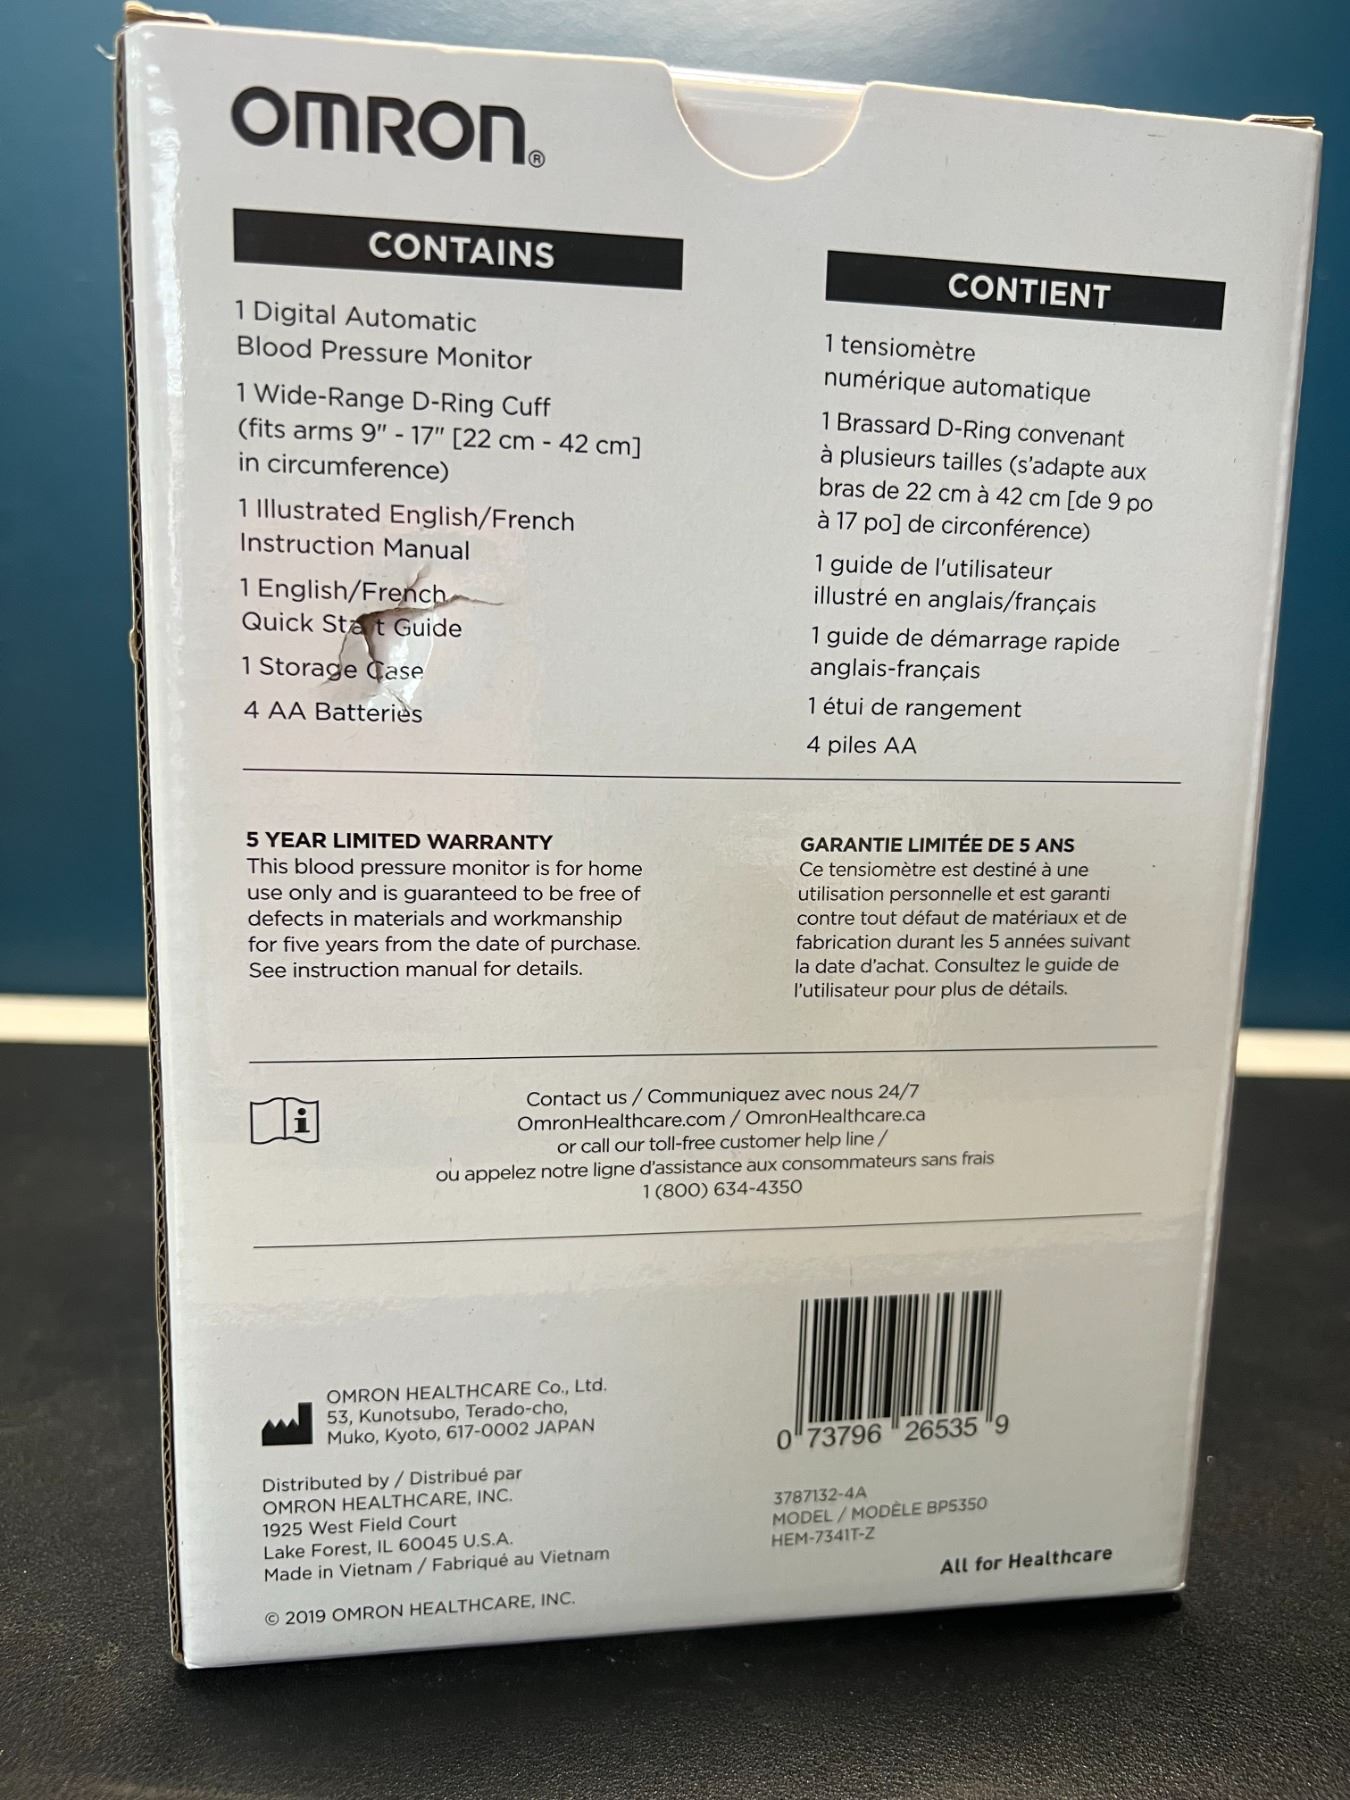 OMRON®
CONTAINS
1 Digital Automatic
Blood Pressure Monitor
1 Wide-Range D-Ring Cuff
(fits arms 9" - 17" [22 cm - 42 cm]
in circumference)
1 Illustrated English/French
Instruction Manual
1 English/French
Quick Start Guide
1 Storage Case
4 AA Batteries
CONTIENT
1 tensiomètre
numérique automatique
1 Brassard D-Ring convenant
à plusieurs tailles (s'adapte aux
bras de 22 cm à 42 cm [de 9 po
à 17 po] de circonférence)
1 guide de l'utilisateur
illustré en anglais/français
1 guide de démarrage rapide
anglais-français
1 étui de rangement
4 piles AA
5 YEAR LIMITED WARRANTY
This blood pressure monitor is for home
use only and is guaranteed to be free of
defects in materials and workmanship
for five years from the date of purchase.
See instruction manual for details.
GARANTIE LIMITÉE DE 5 ANS
Ce tensiomètre est destiné à une
utilisation personnelle et est garanti
contre tout défaut de matériaux et de
fabrication durant les 5 années suivant
la date d'achat. Consultez le guide de
l'utilisateur pour plus de détails.
i
Contact us / Communiquez avec nous 24/7
OmronHealthcare.com / OmronHealthcare.ca
or call our toll-free customer help line /
ou appelez notre ligne d'assistance aux consommateurs sans frais
1 (800) 634-4350
OMRON HEALTHCARE Co., Ltd.
53, Kunotsubo, Terado-cho,
Muko, Kyoto, 617-0002 JAPAN
Distributed by / Distribué par
OMRON HEALTHCARE, INC.
1925 West Field Court
Lake Forest, IL 60045 U.S.A.
Made in Vietnam / Fabriqué au Vietnam
© 2019 OMRON HEALTHCARE, INC.
0 73796 26535 9
3787132-4A
MODEL / MODÈLE BP5350
HEM-7341T-Z
All for Healthcare